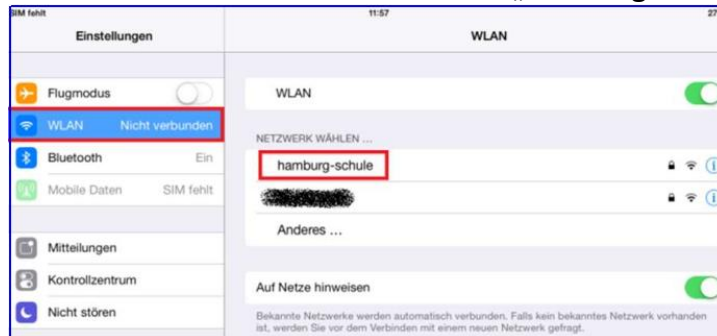 SIM fehlt 11:57 27
Einstellungen WLAN
Flugmodus
WLAN Nicht verbunden
Bluetooth Ein
Mobile Daten SIM fehlt
Mitteilungen
Kontrollzentrum
Nicht stören
WLAN
NETZWERK WÄHLEN ...
hamburg-schule
Anderes ...
Auf Netze hinweisen
Bekannte Netzwerke werden automatisch verbunden. Falls kein bekanntes Netzwerk vorhanden
ist, werden Sie vor dem Verbinden mit einem neuen Netzwerk gefragt.